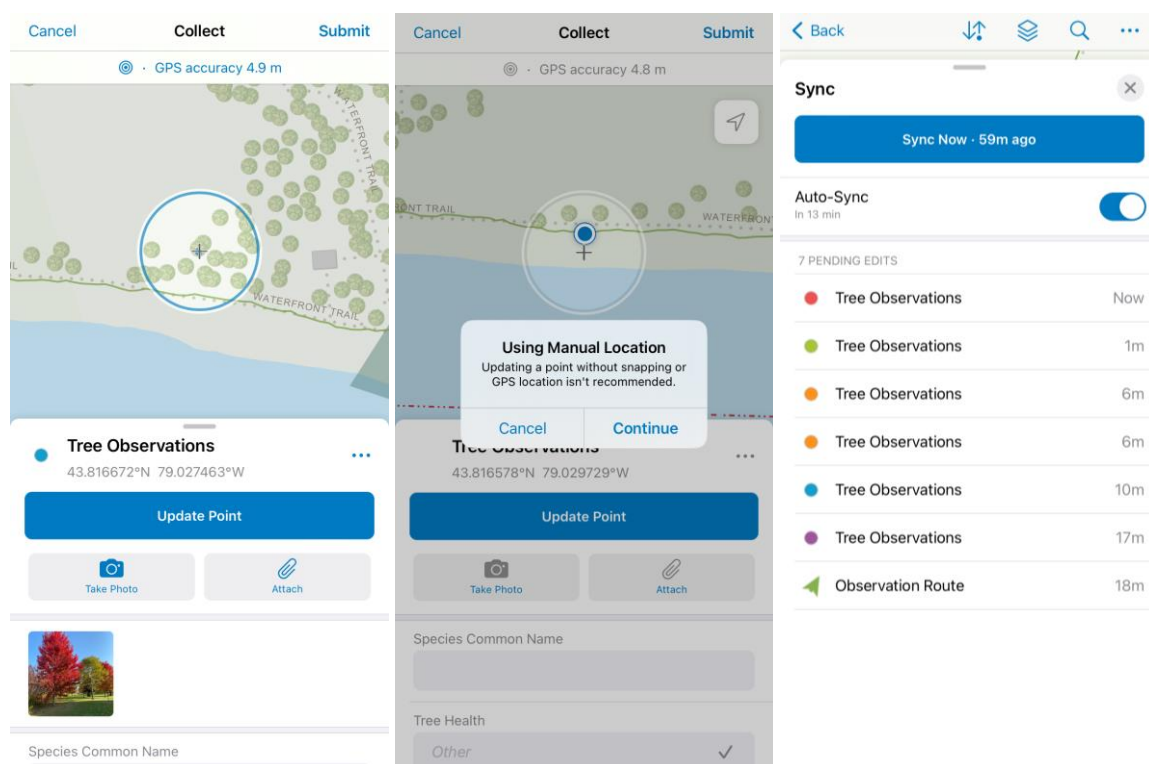 Cancel Collect Submit
GPS accuracy 4.9 m
WATERFRONT TRAIL
WATERFRONT TRAIL
L
Tree Observations
43.816672°N 79.027463°W
Update Point
Take Photo Attach
Species Common Name
Cancel Collect Submit
GPS accuracy 4.8 m
ONT TRAIL
WATERFRON
Using Manual Location
Updating a point without snapping or
GPS location isn't recommended.
Cancel Continue
Tree Observations
43.816578°N 79.029729°W
Update Point
Take Photo Attach
Species Common Name
Tree Health
Other
Back
Sync
Sync Now · 59m ago
Auto-Sync
In 13 min
7 PENDING EDITS
Tree Observations Now
Tree Observations 1m
Tree Observations 6m
Tree Observations 6m
Tree Observations 10m
Tree Observations 17m
Observation Route 18m